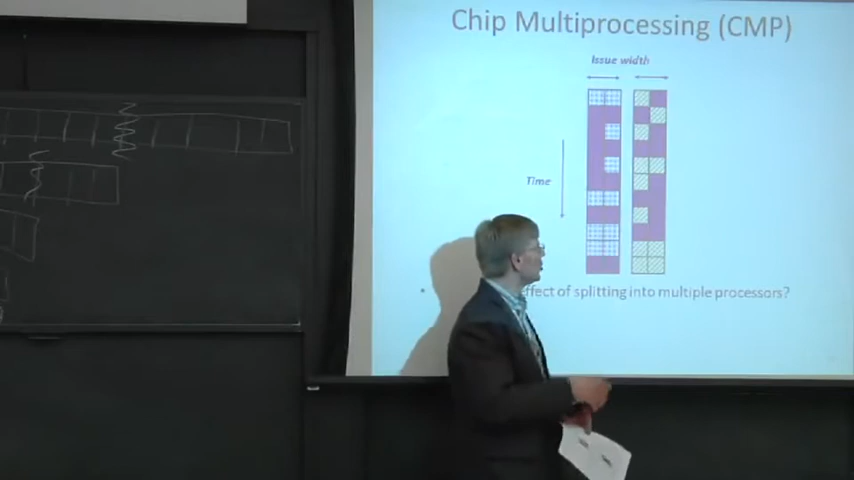 Chip Multiprocessing (CMP)
Issue width
Time
• effect of splitting into multiple processors?